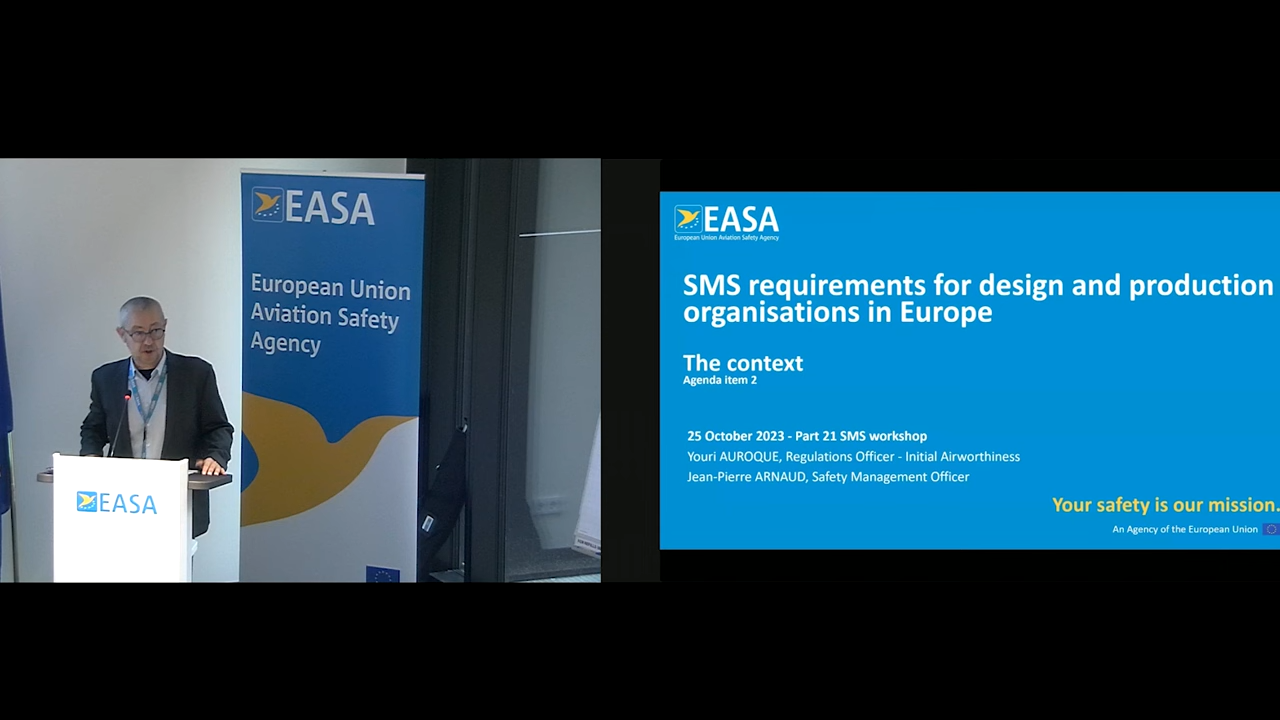 EASA
European Union
Aviation Safety
Agency
EASA
EASA
European Union Aviation Safety Agency
SMS requirements for design and production
organisations in Europe
The context
Agenda item 2
25 October 2023 - Part 21 SMS workshop
Youri AUROQUE, Regulations Officer - Initial Airworthiness
Jean-Pierre ARNAUD, Safety Management Officer
Your safety is our mission.
An Agency of the European Union